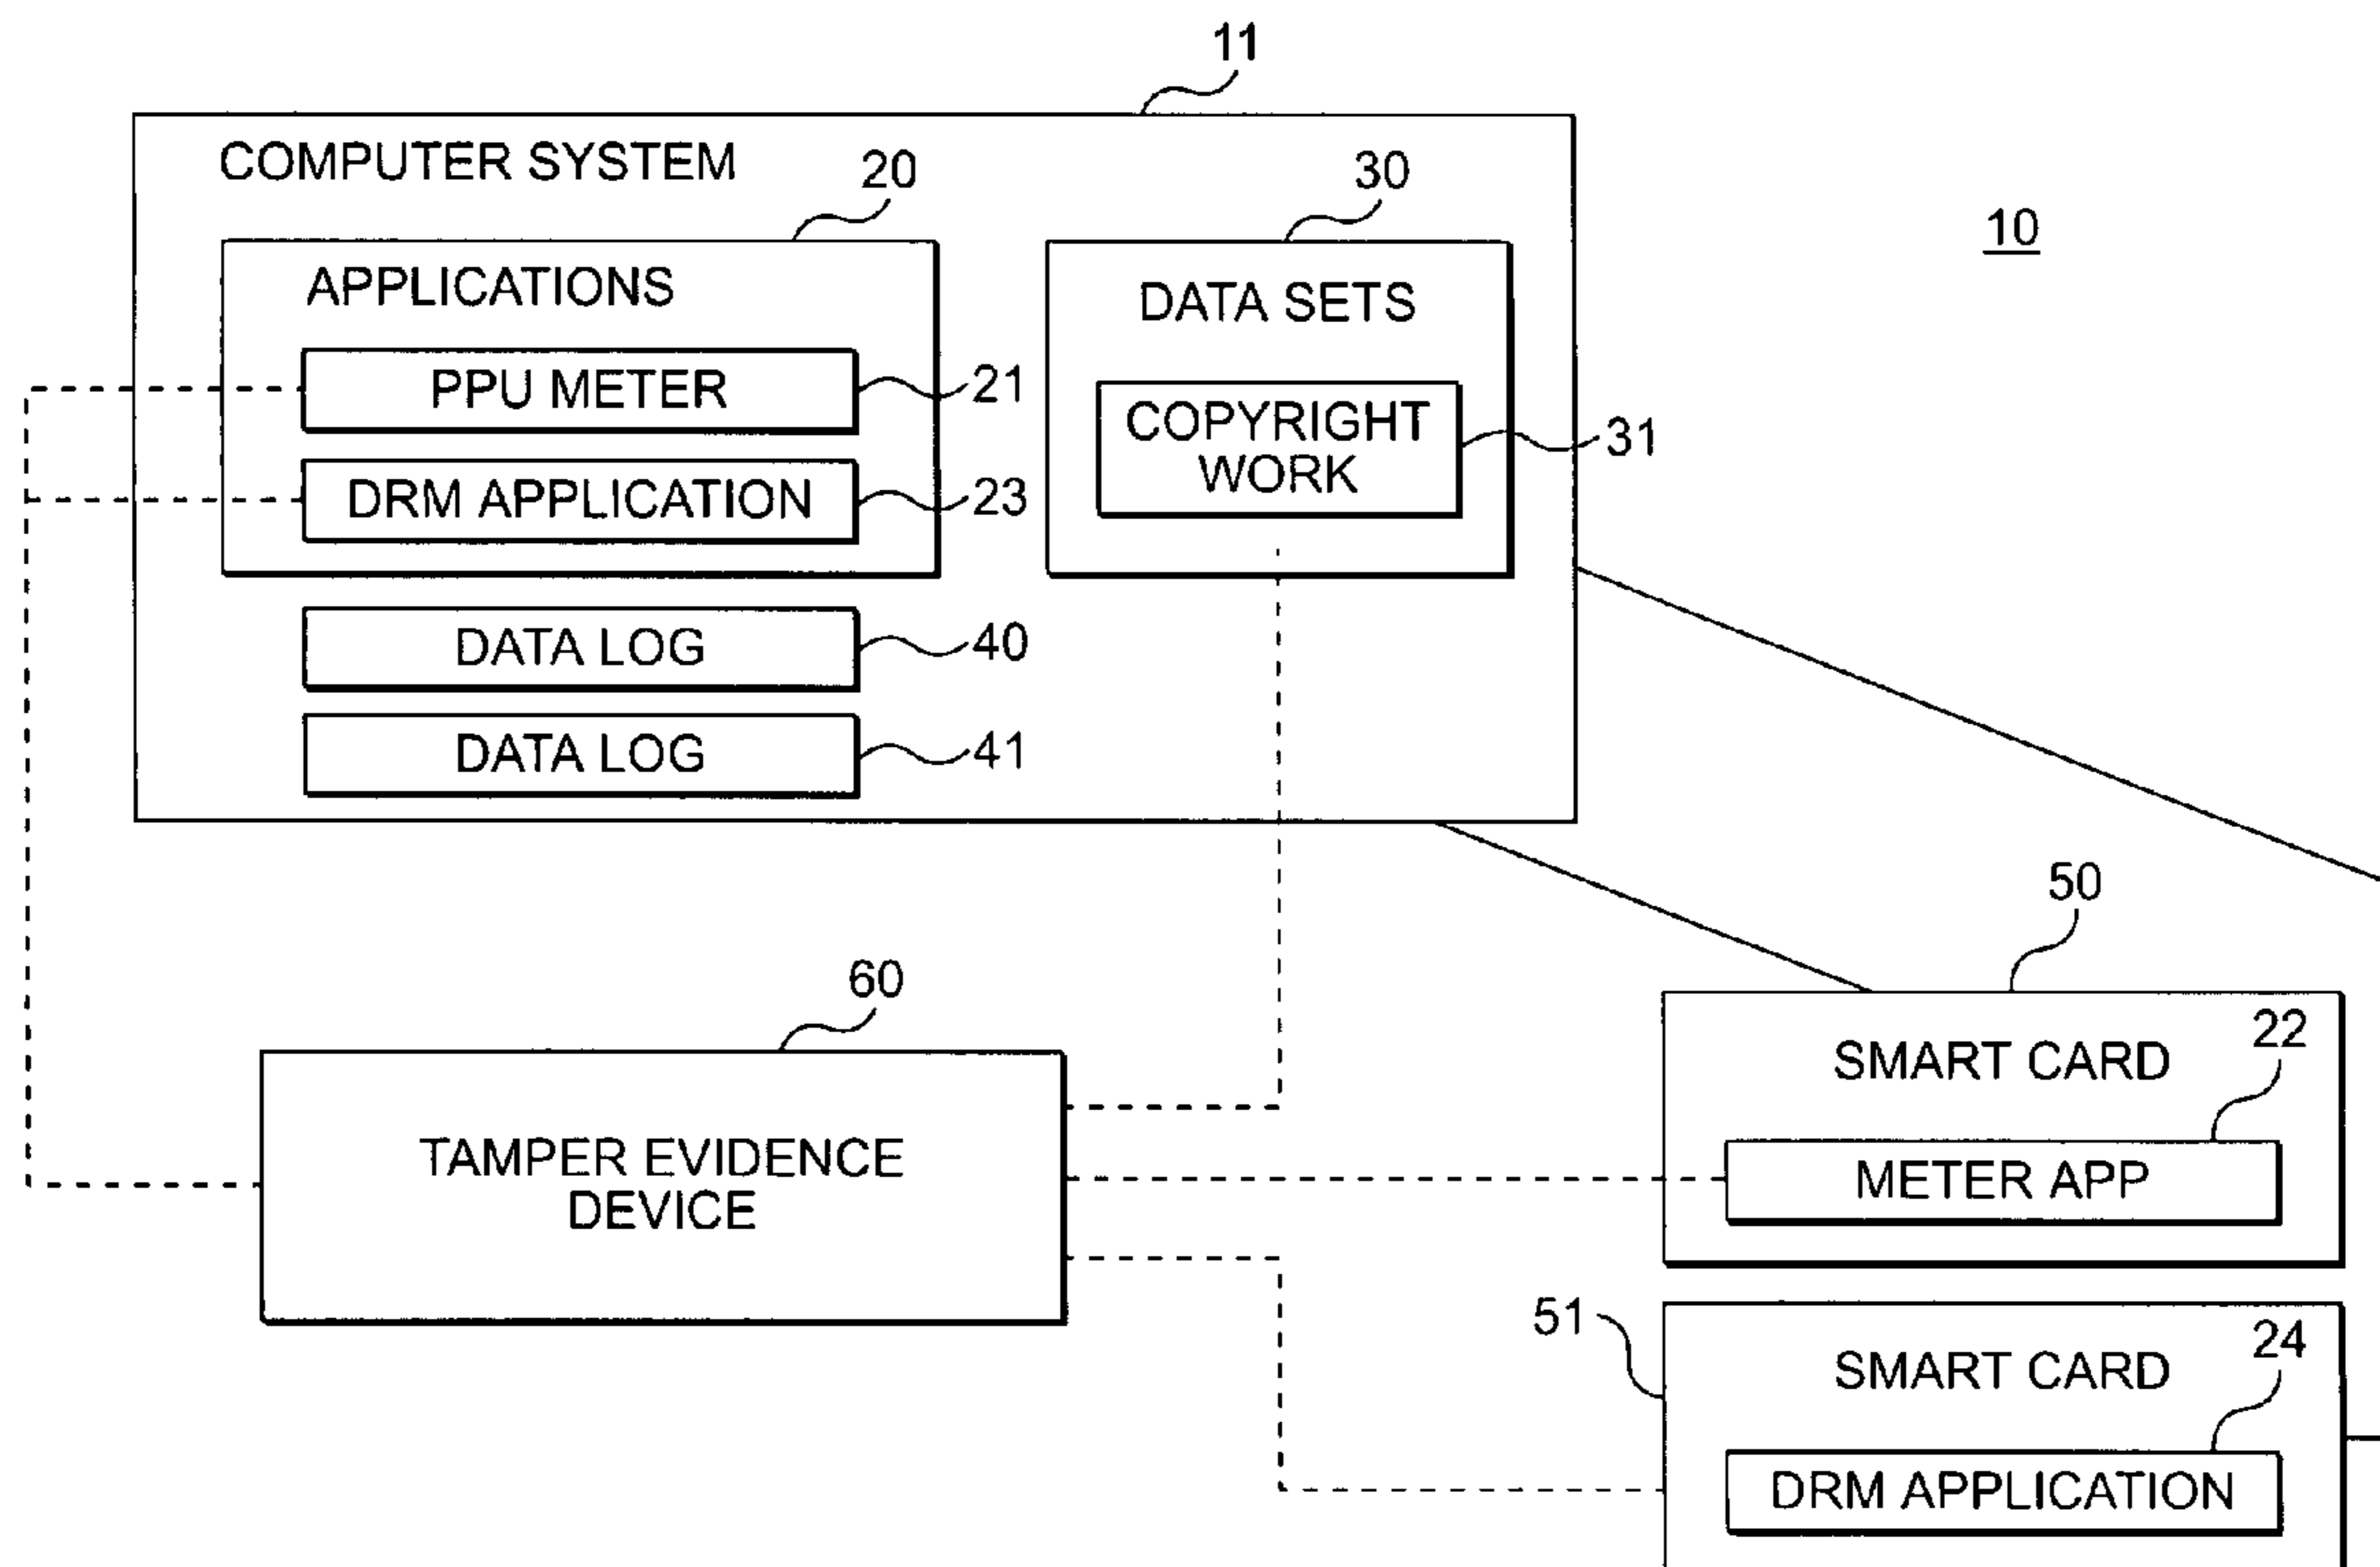 11
COMPUTER SYSTEM
20
30
10
APPLICATIONS
DATA SETS
PPU METER
21
COPYRIGHT
WORK
31
DRM APPLICATION
23
DATA LOG
40
DATA LOG
41
50
60
SMART CARD
22
METER APP
TAMPER EVIDENCE
DEVICE
51
SMART CARD
24
DRM APPLICATION